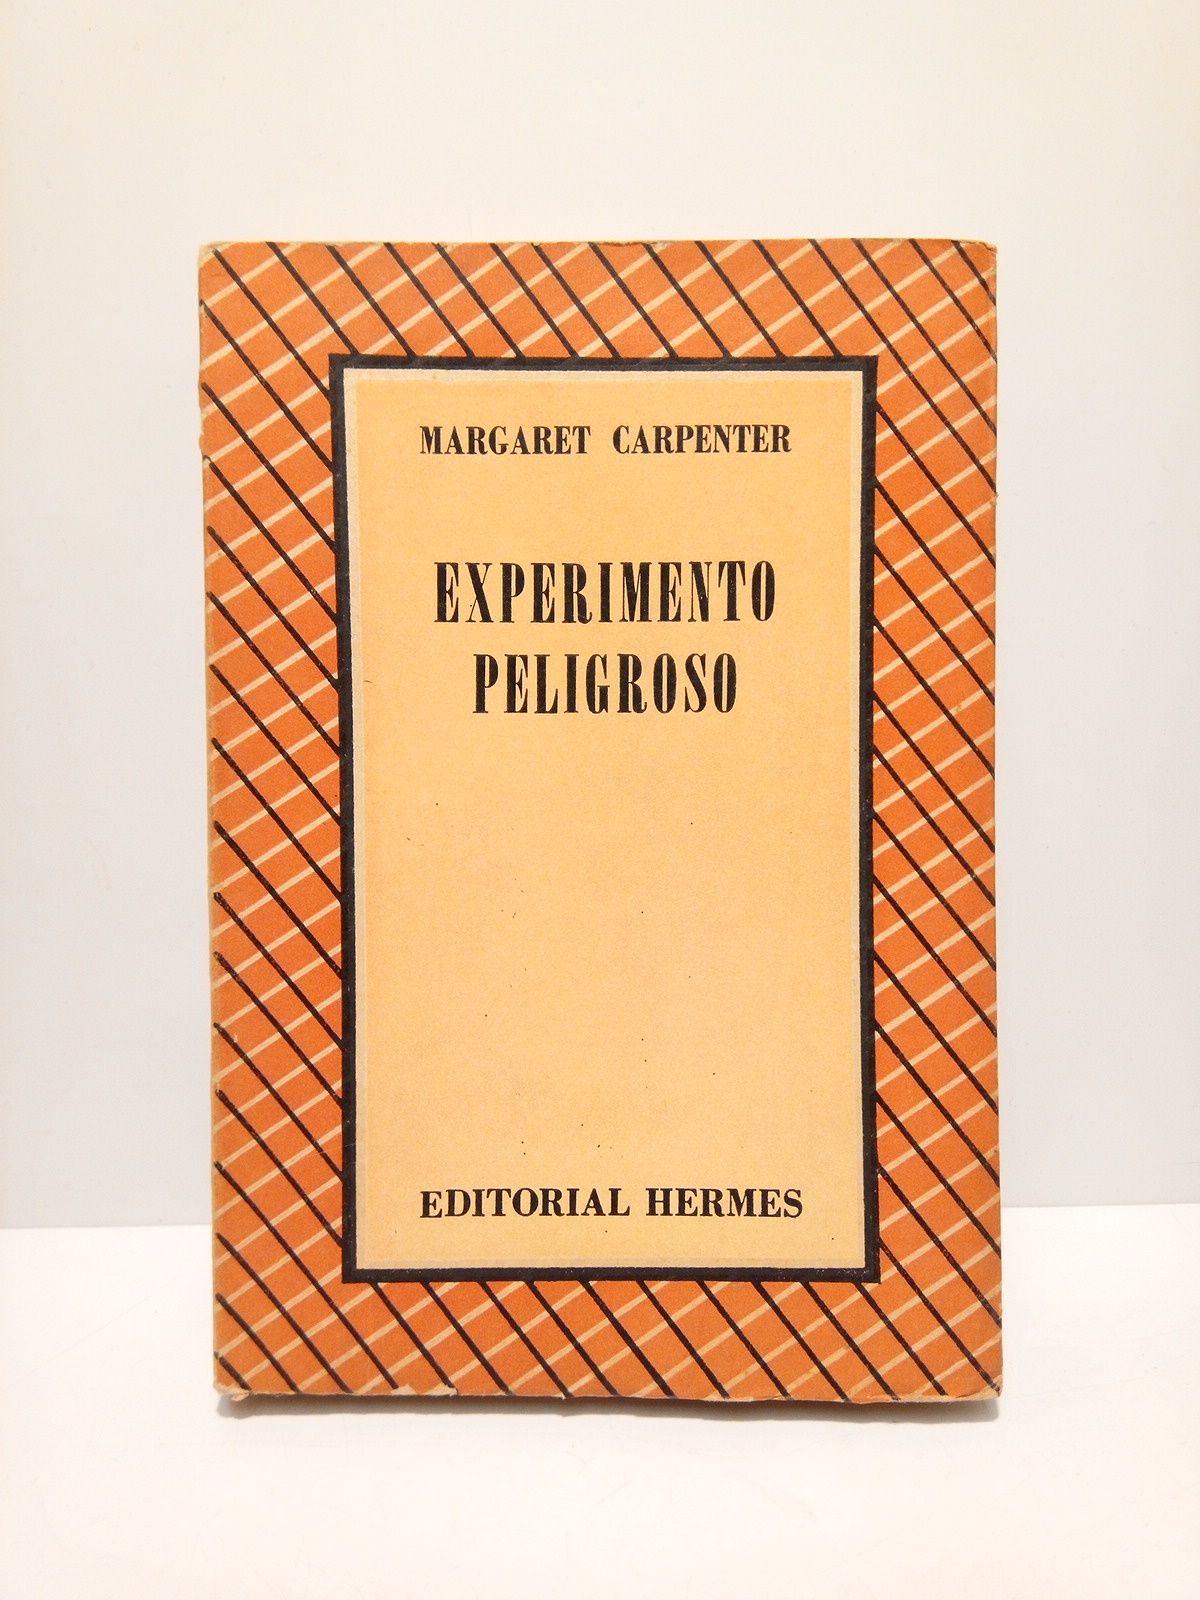 MARGARET CARPENTER
EXPERIMENTO
PELIGROSO
EDITORIAL HERMES